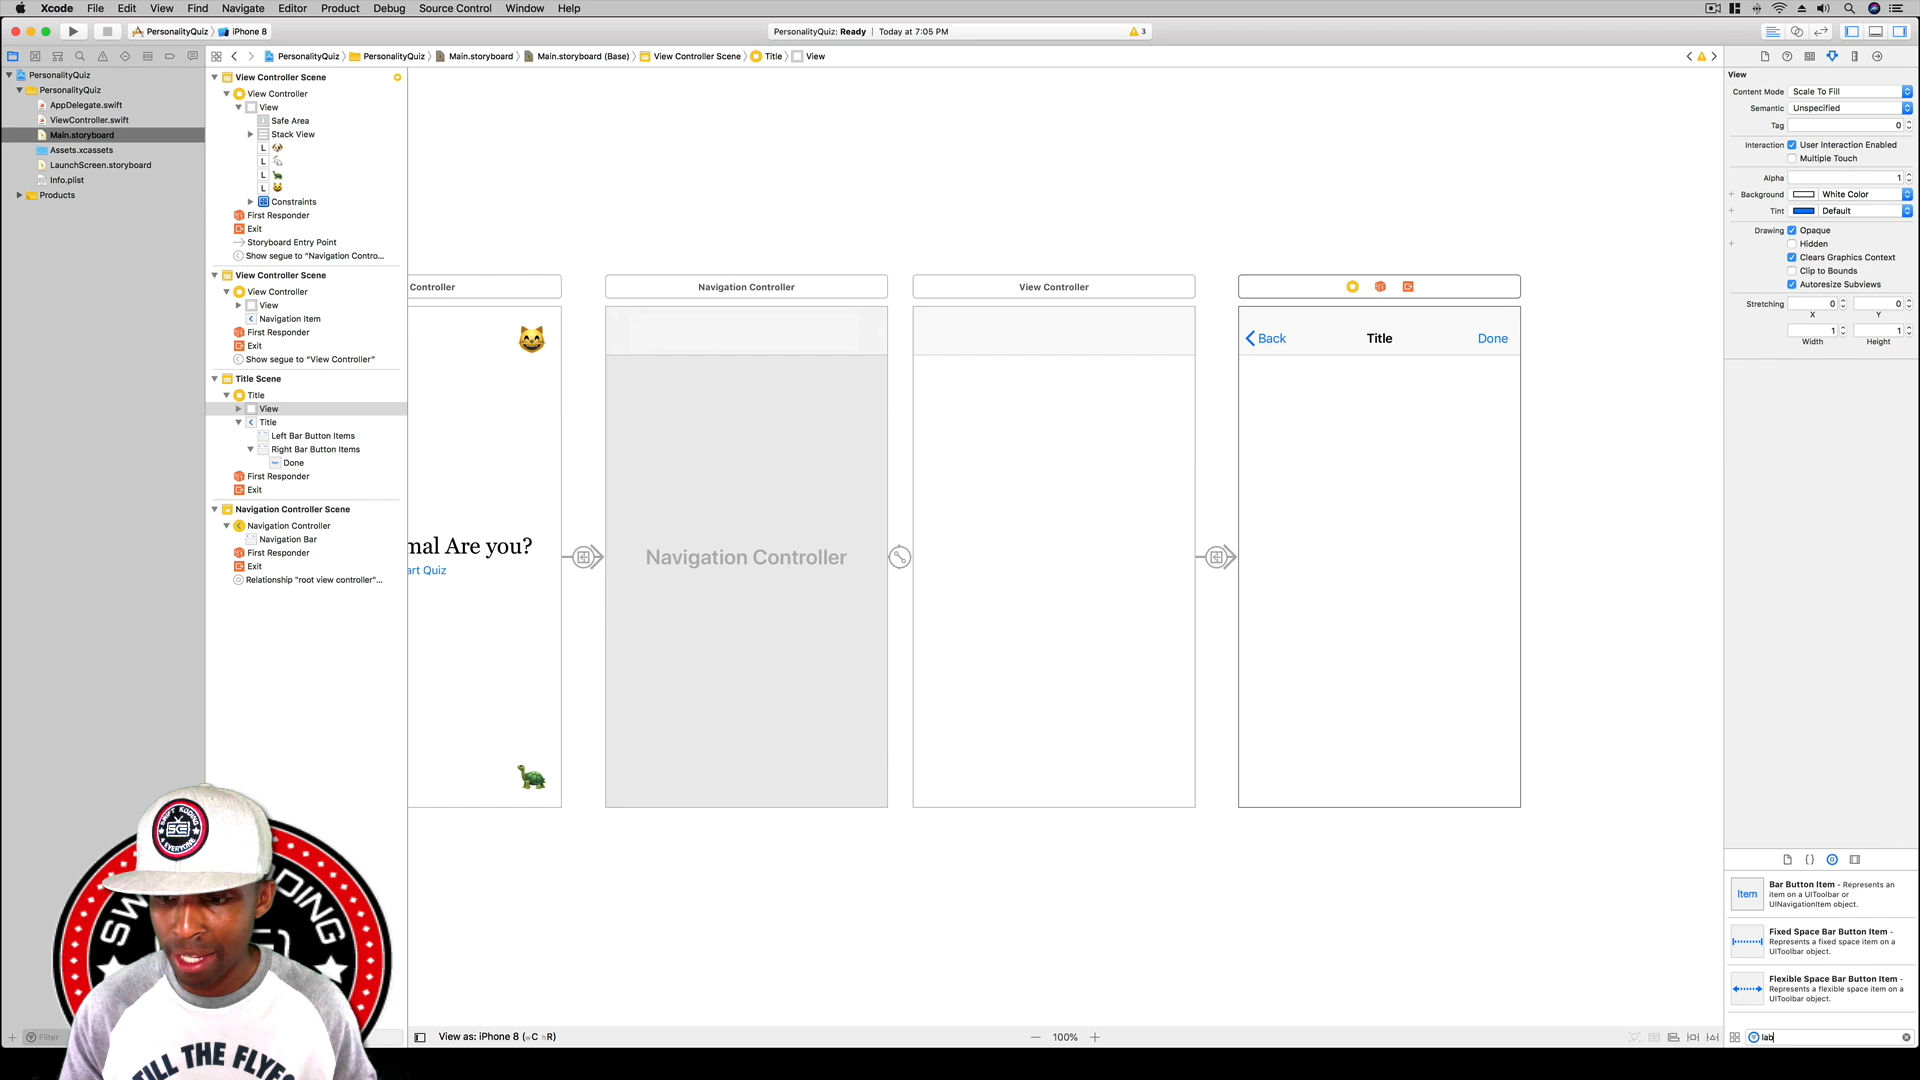 Xcode File Edit View Find Navigate Editor Product Debug Source Control Window Help
PersonalityQuiz iPhone 8
PersonalityQuiz: Ready Today at 7:05 PM
3
PersonalityQuiz PersonalityQuiz Main.storyboard Main.storyboard (Base) View Controller Scene Title View
PersonalityQuiz
PersonalityQuiz
AppDelegate.swift
ViewController.swift
Main.storyboard
Assets.xcassets
LaunchScreen.storyboard
Info.plist
Products
View Controller Scene
View Controller
View
Safe Area
Stack View
L
L
L
L
Constraints
First Responder
Exit
Storyboard Entry Point
Show segue to "Navigation Contro...
View Controller Scene
View Controller
View
Navigation Item
First Responder
Exit
Show segue to "View Controller"
Title Scene
Title
View
Title
Left Bar Button Items
Right Bar Button Items
Done
First Responder
Exit
Navigation Controller Scene
Navigation Controller
Navigation Bar
First Responder
Exit
Relationship "root view controller"...
Controller
mal Are you?
art Quiz
Navigation Controller
Navigation Controller
View Controller
Back Title Done
View
Content Mode Scale To Fill
Semantic Unspecified
Tag 0
Interaction User Interaction Enabled
Multiple Touch
Alpha 1
Background White Color
Tint Default
Drawing Opaque
Hidden
Clears Graphics Context
Clip to Bounds
Autoresize Subviews
Stretching 0 0
X Y
1 1
Width Height
Item
Bar Button Item - Represents an
item on a UIToolbar or
UINavigationItem object.
Fixed Space Bar Button Item -
Represents a fixed space item on a
UIToolbar object.
Flexible Space Bar Button Item -
Represents a flexible space item on a
UIToolbar object.
lab
Filter
View as: iPhone 8 (wC hR)
100%
SWIFT KODING
4 EVERYONE
TILL THE FLYES